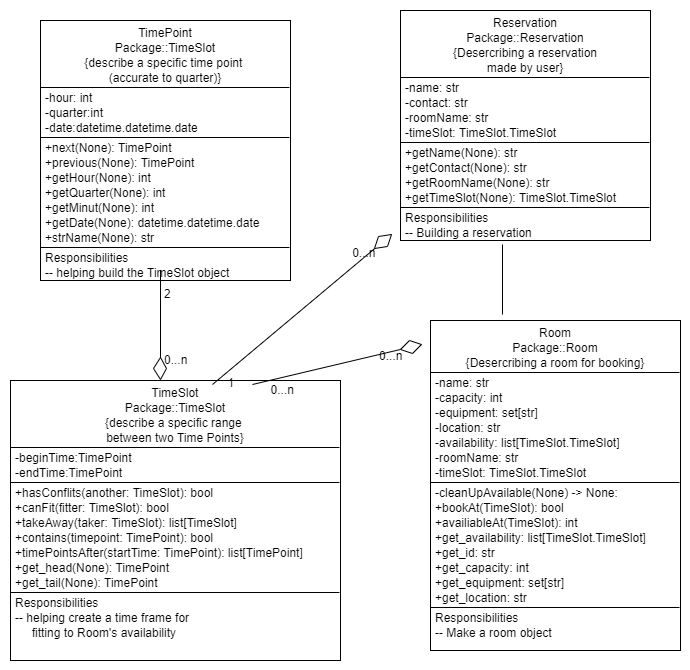 TimePoint
Package::TimeSlot
{describe a specific time point
(accurate to quarter)}
-hour: int
-quarter:int
-date:datetime.datetime.date
+next(None): TimePoint
+previous(None): TimePoint
+getHour(None): int
+getQuarter(None): int
+getMinut(None): int
+getDate(None): datetime.datetime.date
+strName(None): str
Responsibilities
-- helping build the TimeSlot object
Reservation
Package::Reservation
{Desercribing a reservation
made by user}
-name: str
-contact: str
-roomName: str
-timeSlot: TimeSlot.TimeSlot
+getName(None): str
+getContact(None): str
+getRoomName(None): str
+getTimeSlot(None): TimeSlot.TimeSlot
Responsibilities
-- Building a reservation
0...n
2
0...n
0...n
1
0...n
TimeSlot
Package::TimeSlot
{describe a specific range
between two Time Points}
-beginTime:TimePoint
-endTime:TimePoint
+hasConflits(another: TimeSlot): bool
+canFit(fitter: TimeSlot): bool
+takeAway(taker: TimeSlot): list[TimeSlot]
+contains(timepoint: TimePoint): bool
+timePointsAfter(startTime: TimePoint): list[TimePoint]
+get_head(None): TimePoint
+get_tail(None): TimePoint
Responsibilities
-- helping create a time frame for
fitting to Room's availability
Room
Package::Room
{Desercribing a room for booking}
-name: str
-capacity: int
-equipment: set[str]
-location: str
-availability: list[TimeSlot.TimeSlot]
-roomName: str
-timeSlot: TimeSlot.TimeSlot
-cleanUpAvailable(None) -> None:
+bookAt(TimeSlot): bool
+availiableAt(TimeSlot): int
+get_availability: list[TimeSlot.TimeSlot]
+get_id: str
+get_capacity: int
+get_equipment: set[str]
+get_location: str
Responsibilities
-- Make a room object